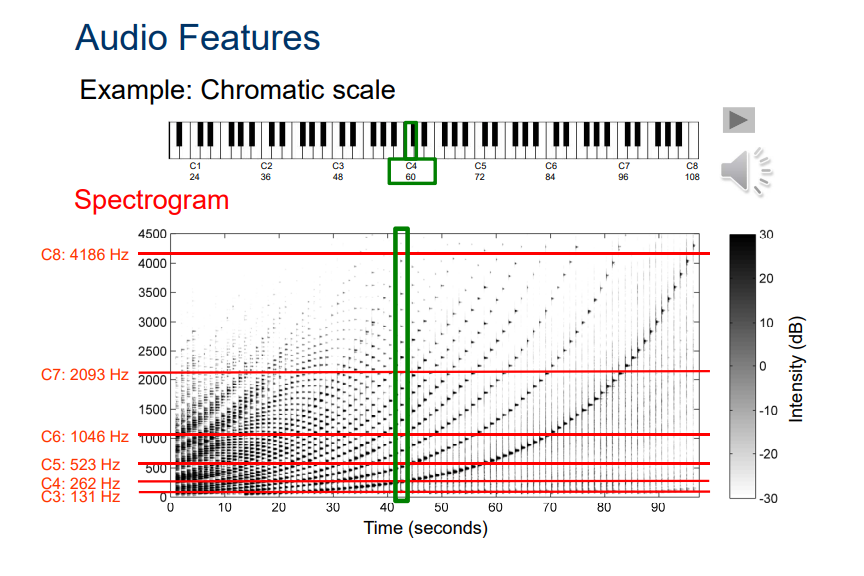 Audio Features
Example: Chromatic scale
C1 C2 C3 C4 C5 C6 C7 C8
24 36 48 60 72 84 96 108
Spectrogram
C8: 4186 Hz
C7: 2093 Hz
C6: 1046 Hz
C5: 523 Hz
C4: 262 Hz
C3: 131 Hz
4500
4000
3500
3000
2500
2000
1500
1000
500
0
0 10 20 30 40 50 60 70 80 90
Time (seconds)
30
20
10
0
-10
-20
-30
Intensity (dB)